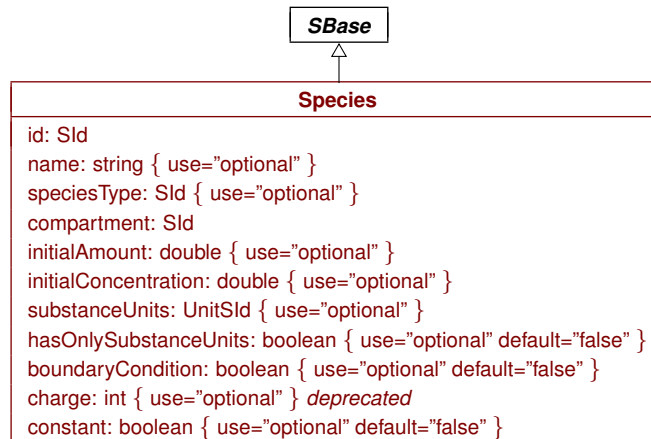 SBase
Species
id: SId
name: string { use=”optional” }
speciesType: SId { use=”optional” }
compartment: SId
initialAmount: double { use=”optional” }
initialConcentration: double { use=”optional” }
substanceUnits: UnitSId { use=”optional” }
hasOnlySubstanceUnits: boolean { use=”optional” default=”false” }
boundaryCondition: boolean { use=”optional” default=”false” }
charge: int { use=”optional” } deprecated
constant: boolean { use=”optional” default=”false” }